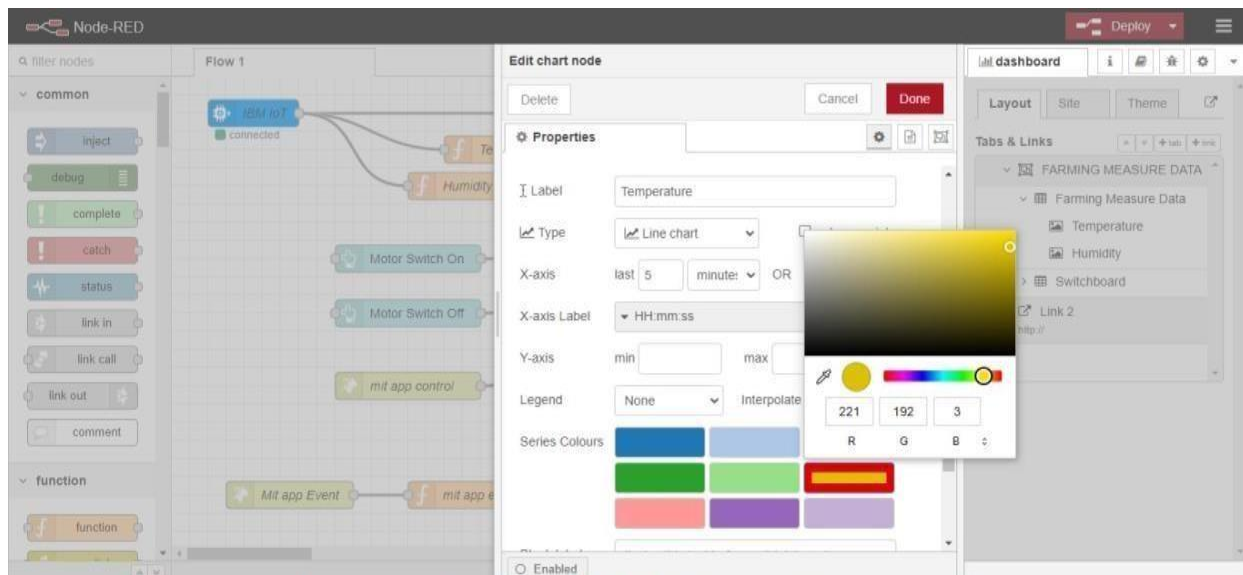 Node-RED
Deploy
filter nodes
Flow 1
Edit chart node
dashboard
common
IBM IoT
connected
Delete
Cancel
Done
Layout
Site
Theme
inject
Te
Properties
Tabs & Links
tab
link
debug
Humidity
Label
Temperature
FARMING MEASURE DATA
complete
Type
Line chart
Farming Measure Data
catch
Motor Switch On
X-axis
last 5
minutes
OR
Temperature
Humidity
status
Motor Switch Off
X-axis Label
HH:mm:ss
Switchboard
link in
Y-axis
min
max
Link 2
http://
link call
mit app control
Legend
None
Interpolate
link out
221
192
3
comment
Series Colours
R
G
B
function
Mit app Event
mit app e
function
Enabled